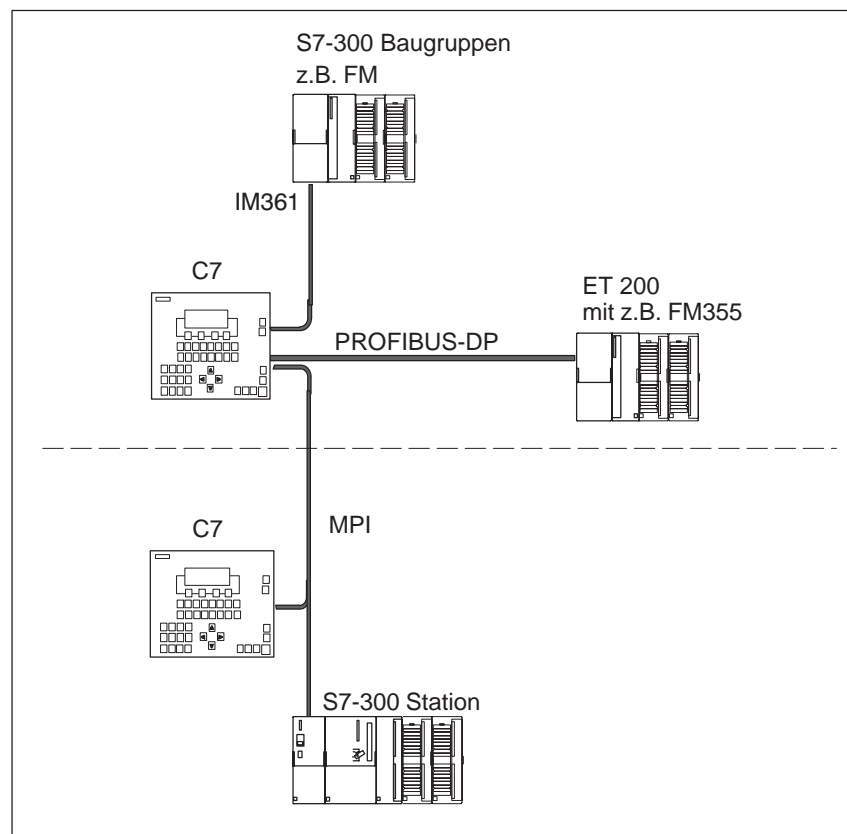 S7-300 Baugruppen
z.B. FM
IM361
C7
ET 200
mit z.B. FM355
PROFIBUS-DP
C7
MPI
S7-300 Station